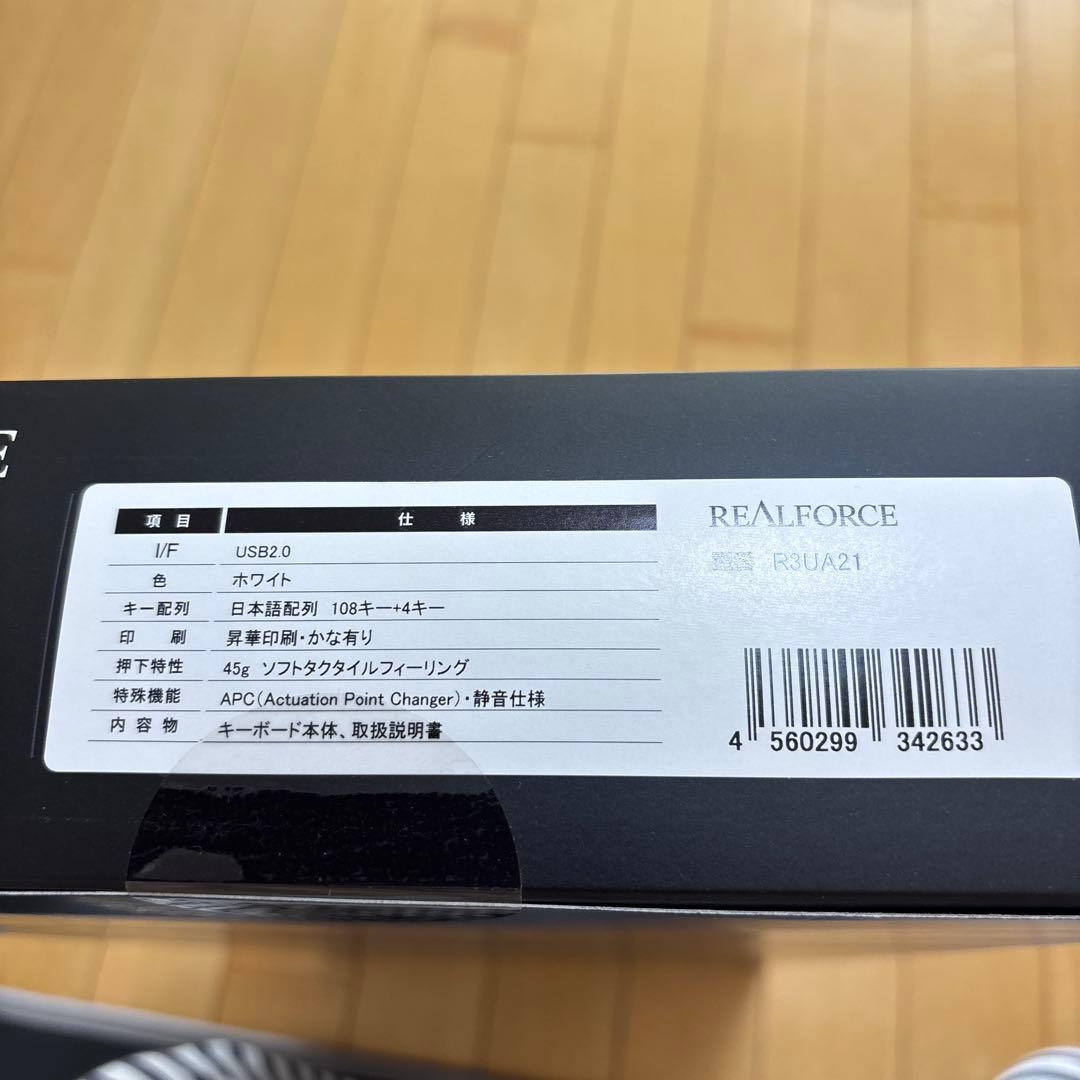 E
項目 仕様
I/F USB2.0
色 ホワイト
キー配列 日本語配列 108キー+4キー
印刷 昇華印刷・かな有り
押下特性 45g ソフトタクタイルフィーリング
特殊機能 APC(Actuation Point Changer)・静音仕様
内容物 キーボード本体、取扱説明書
REALFORCE
型番 R3UA21
4 560299 342633